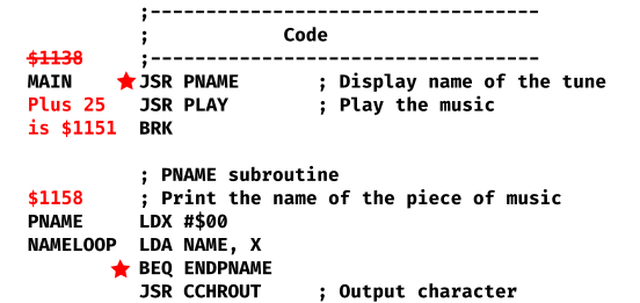 ;-----------------------------------
; Code
$1138 ;-----------------------------------
MAIN JSR PNAME ; Display name of the tune
Plus 25 JSR PLAY ; Play the music
is $1151 BRK
; PNAME subroutine
$1158 ; Print the name of the piece of music
PNAME LDX #$00
NAMELOOP LDA NAME, X
BEQ ENDPNAME
JSR CCHROUT ; Output character